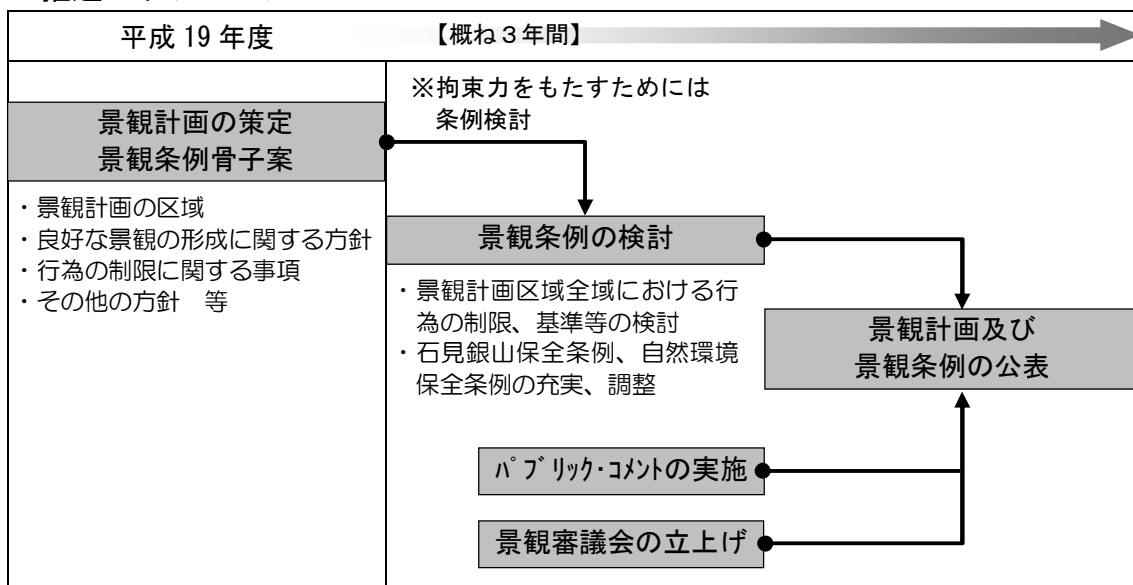 平成 19 年度
【概ね３年間】
景観計画の策定
景観条例骨子案
・景観計画の区域
・良好な景観の形成に関する方針
・行為の制限に関する事項
・その他の方針　等
※拘束力をもたすためには
条例検討
景観条例の検討
・景観計画区域全域における行
為の制限、基準等の検討
・石見銀山保全条例、自然環境
保全条例の充実、調整
景観計画及び
景観条例の公表
ﾊﾟﾌﾞﾘｯｸ･ｺﾒﾝﾄの実施
景観審議会の立上げ